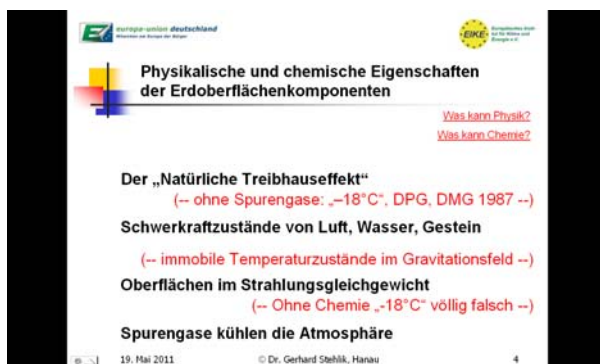 europa-union deutschland
EIKE
Physikalische und chemische Eigenschaften
der Erdoberflächenkomponenten
Was kann Physik?
Was kann Chemie?
Der „Natürliche Treibhauseffekt“
(-- ohne Spurengase: „–18°C“, DPG, DMG 1987 --)
Schwerkraftzustände von Luft, Wasser, Gestein
(-- immobile Temperaturzustände im Gravitationsfeld --)
Oberflächen im Strahlungsgleichgewicht
(-- Ohne Chemie „-18°C“ völlig falsch --)
Spurengase kühlen die Atmosphäre
19. Mai 2011
© Dr. Gerhard Stehlik, Hanau
4